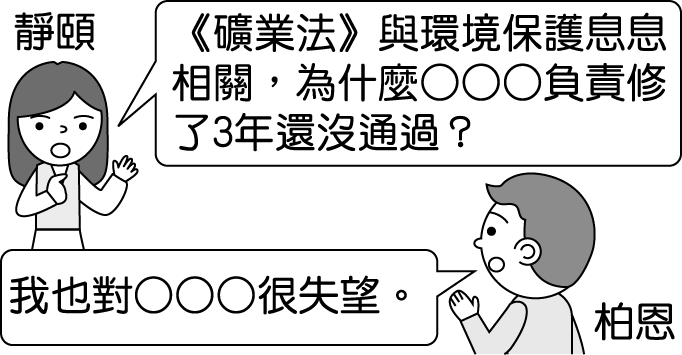 靜頤
《礦業法》與環境保護息息
相關，為什麼○○○負責修
了3年還沒通過？
我也對○○○很失望。
柏恩